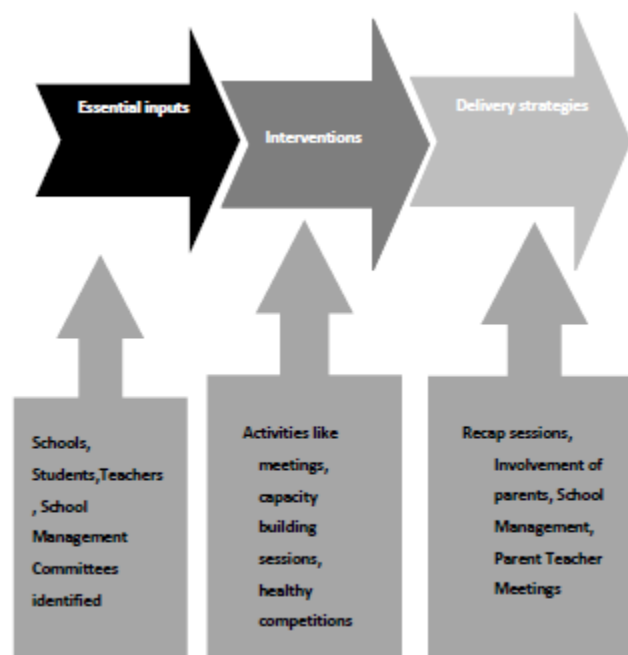 Essential inputs
Interventions
Delivery strategies
Schools,
Students,Teachers
, School
Management
Committees
identified
Activities like
meetings,
capacity
building
sessions,
healthy
competitions
Recap sessions,
Involvement of
parents, School
Management,
Parent Teacher
Meetings